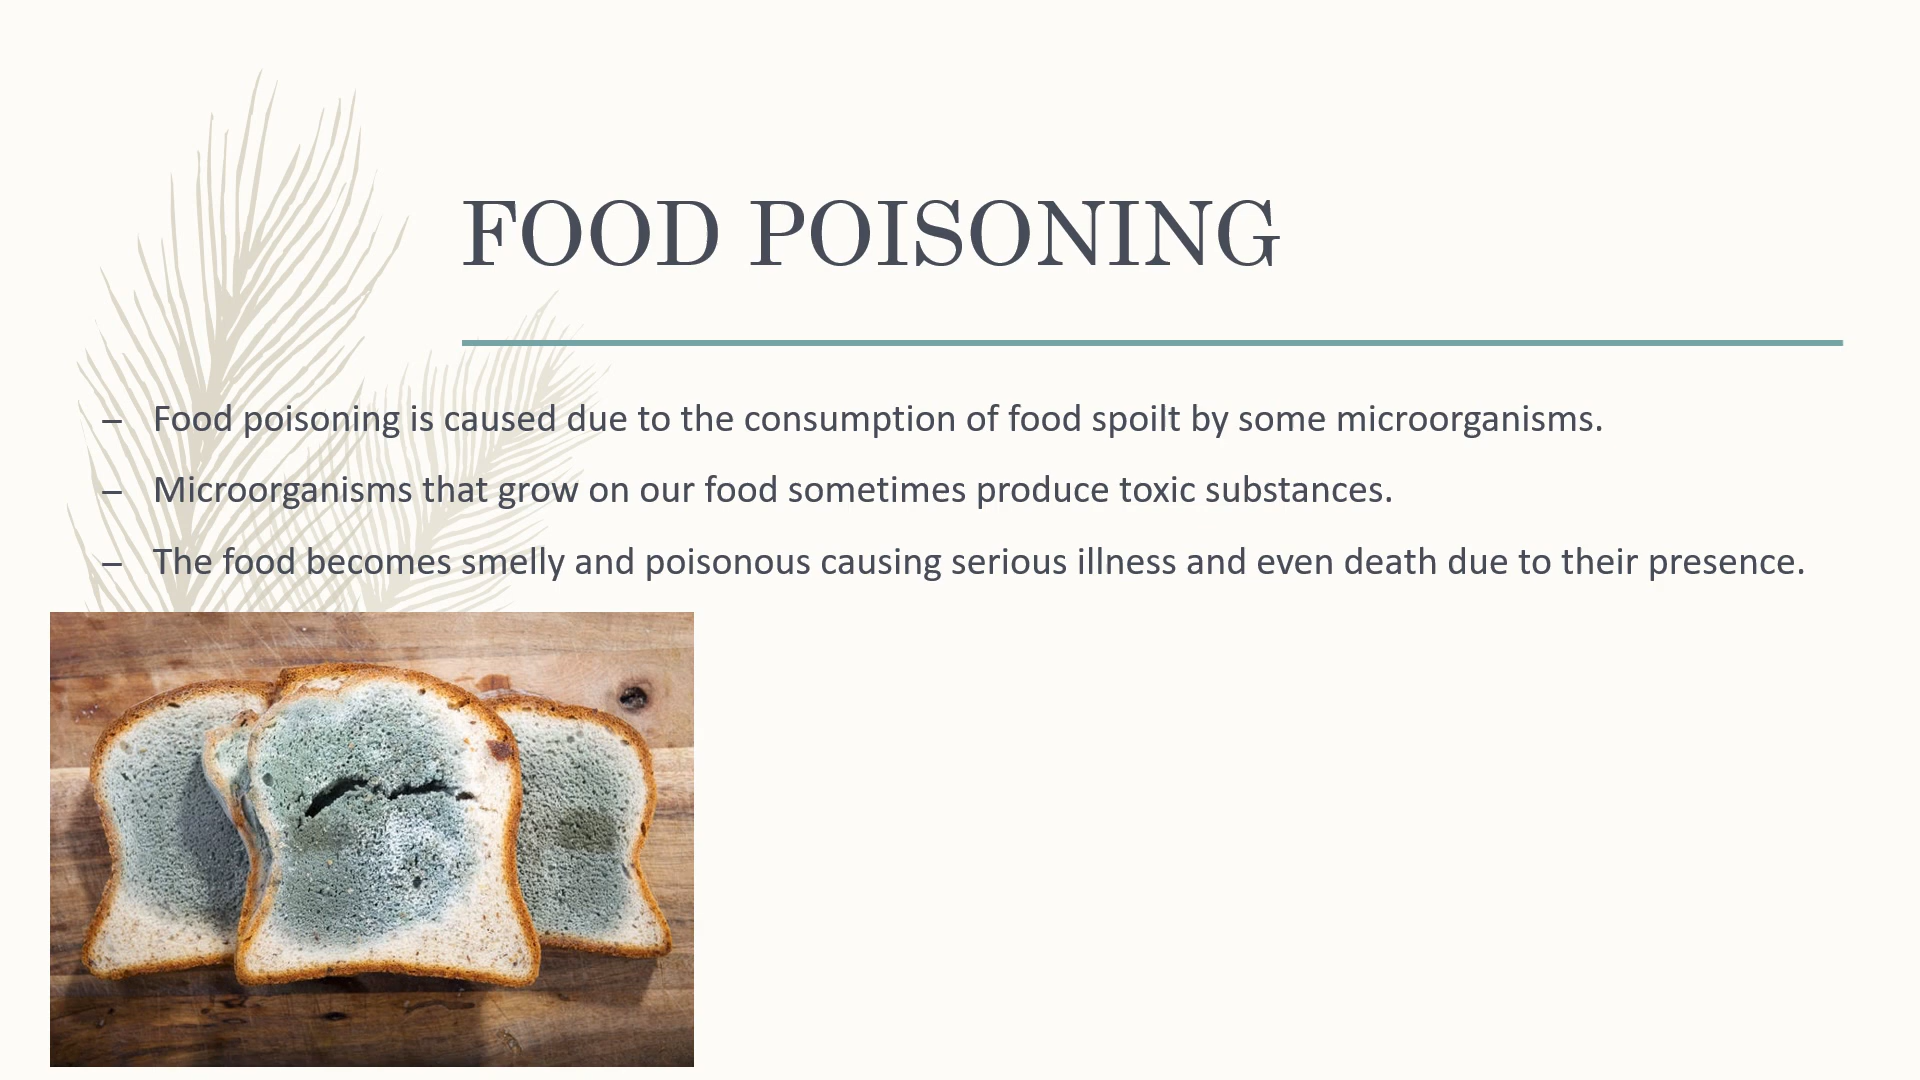 FOOD POISONING
– Food poisoning is caused due to the consumption of food spoilt by some microorganisms.
– Microorganisms that grow on our food sometimes produce toxic substances.
– The food becomes smelly and poisonous causing serious illness and even death due to their presence.